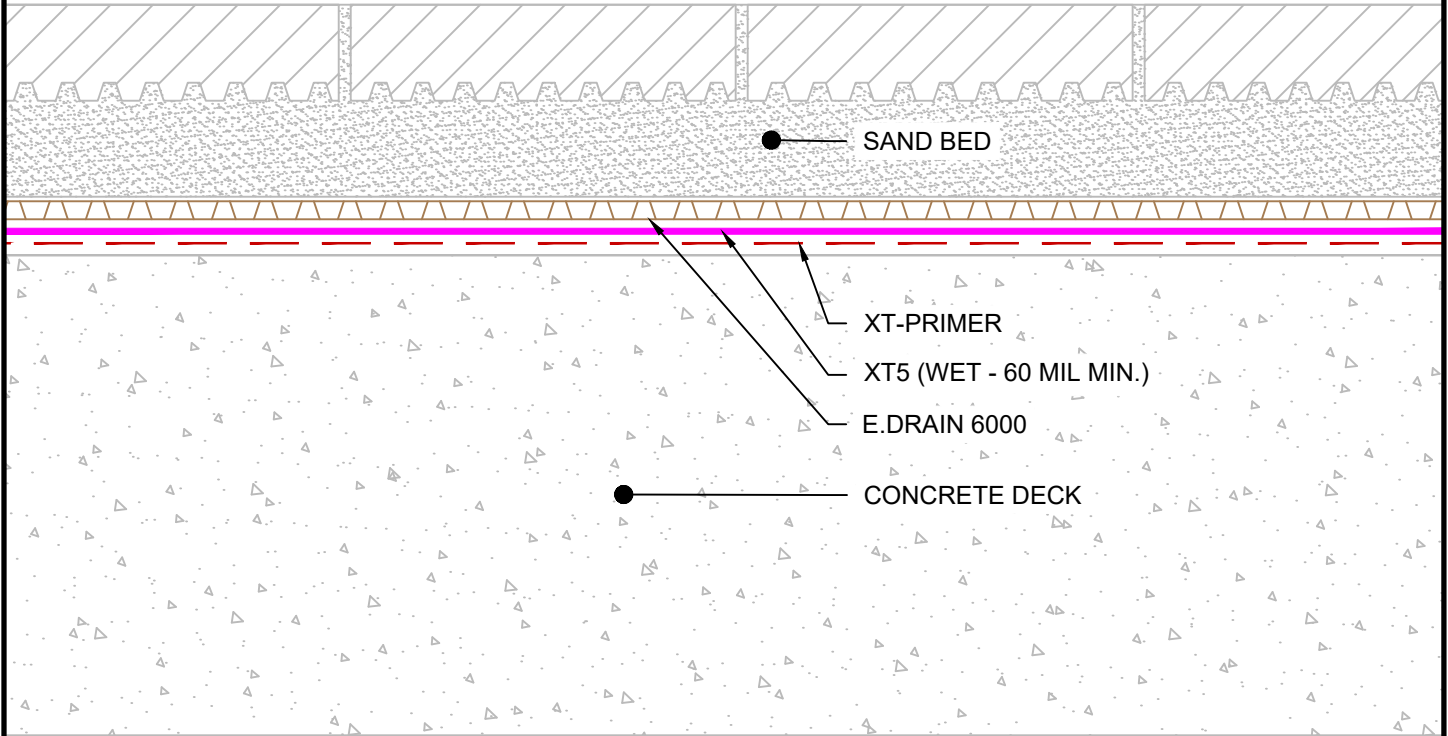 SAND BED
XT-PRIMER
XT5 (WET - 60 MIL MIN.)
E.DRAIN 6000
CONCRETE DECK